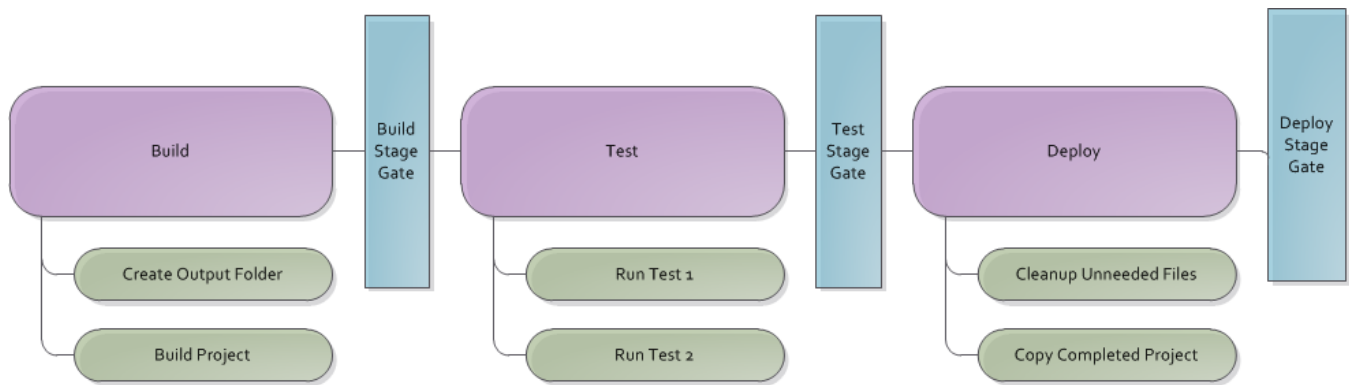 Build
Create Output Folder
Build Project
Build
Stage
Gate
Test
Run Test 1
Run Test 2
Test
Stage
Gate
Deploy
Cleanup Unneeded Files
Copy Completed Project
Deploy
Stage
Gate